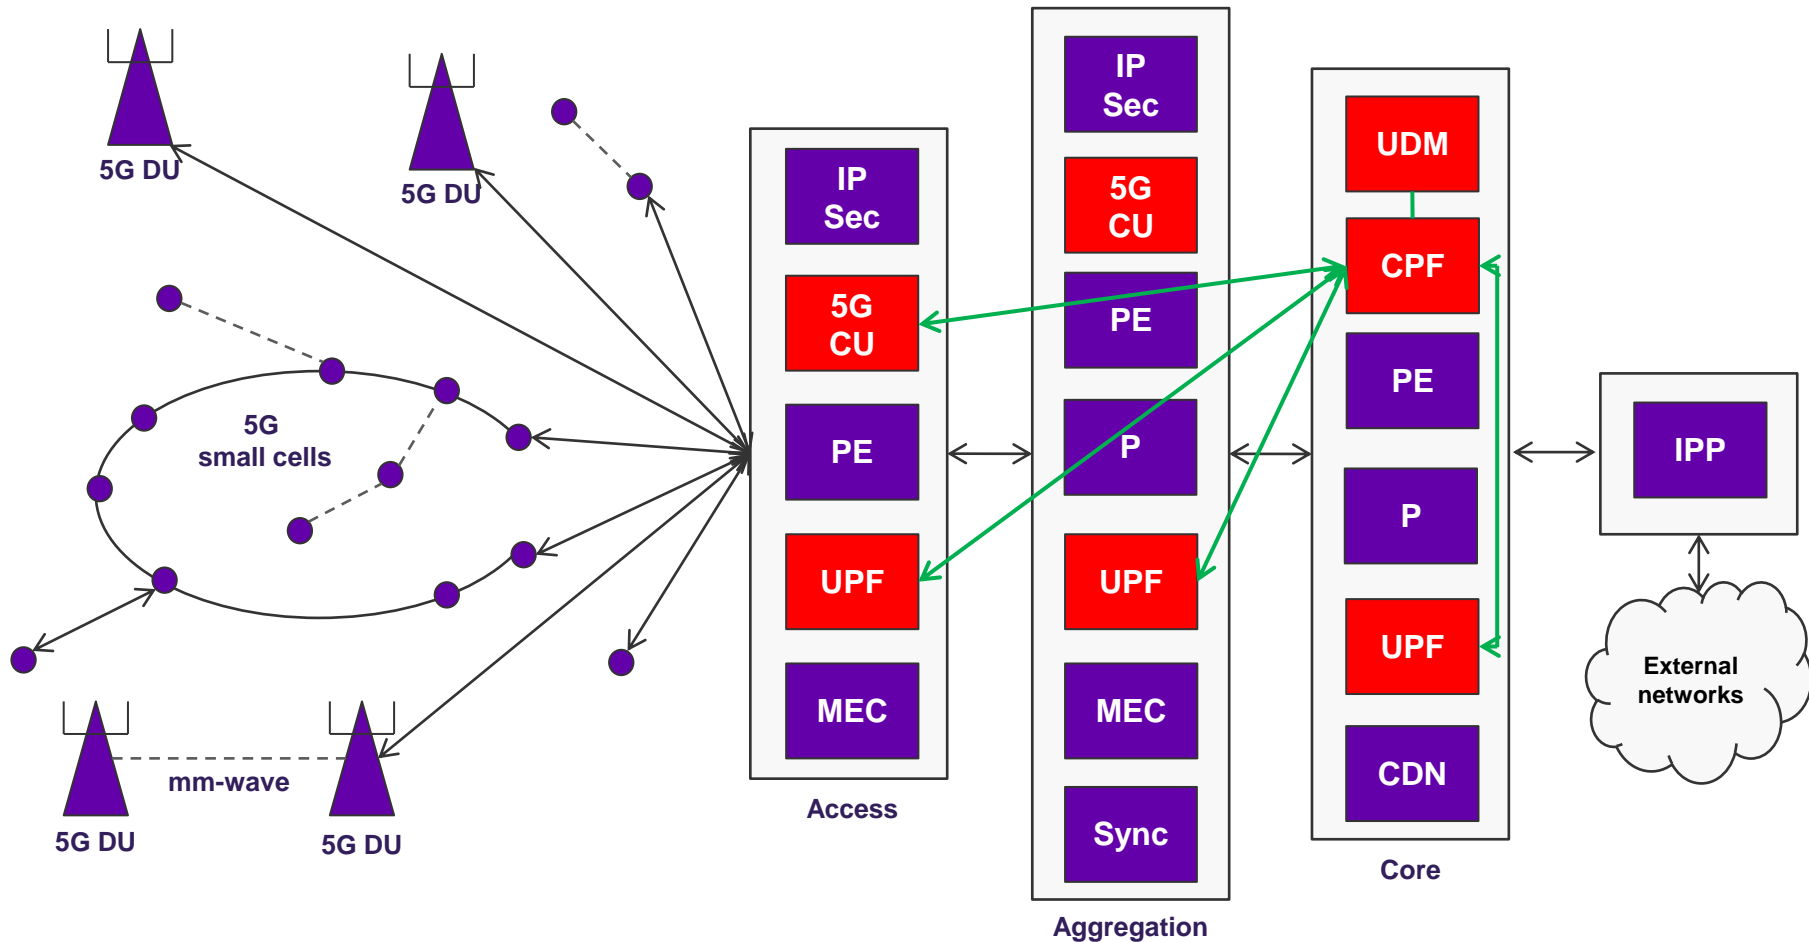 5G DU
5G DU
5G
small cells
mm-wave
5G DU
5G DU
IP
Sec
5G
CU
PE
UPF
MEC
Access
IP
Sec
5G
CU
PE
P
UPF
MEC
Sync
Aggregation
UDM
CPF
PE
P
UPF
CDN
Core
IPP
External
networks